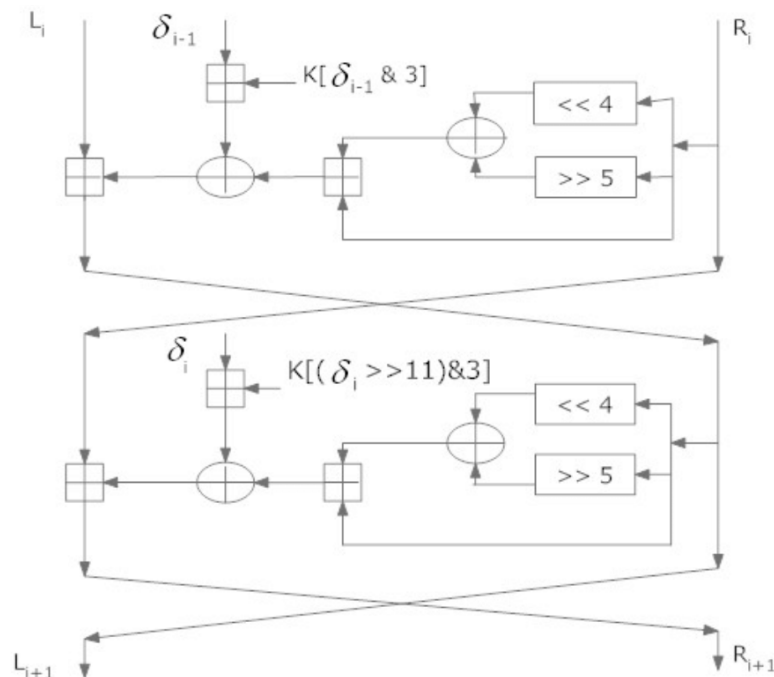 L_i
δ_{i-1}
R_i
K[δ_{i-1} & 3]
<< 4
>> 5
δ_i
K[(δ_i >>11)&3]
<< 4
>> 5
L_{i+1}
R_{i+1}